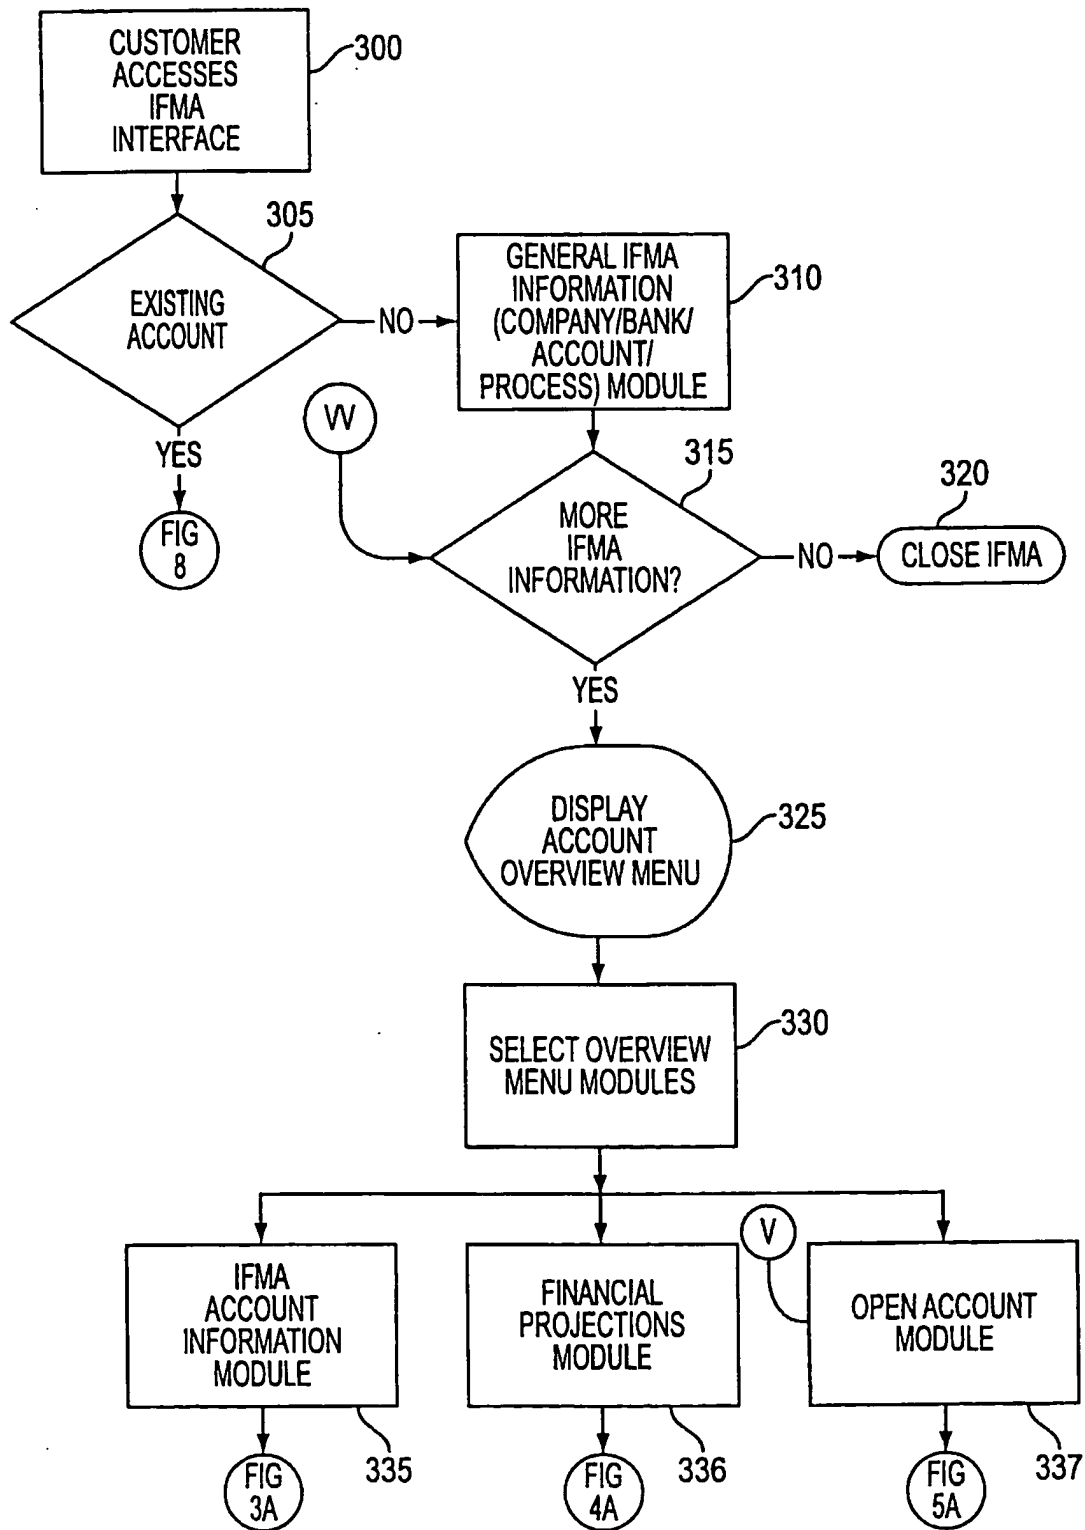 CUSTOMER
ACCESSES
IFMA
INTERFACE
300
305
EXISTING
ACCOUNT
NO
GENERAL IFMA
INFORMATION
(COMPANY/BANK/
ACCOUNT/
PROCESS) MODULE
310
VV
YES
FIG
8
315
MORE
IFMA
INFORMATION?
NO
320
CLOSE IFMA
YES
DISPLAY
ACCOUNT
OVERVIEW MENU
325
SELECT OVERVIEW
MENU MODULES
330
IFMA
ACCOUNT
INFORMATION
MODULE
335
FINANCIAL
PROJECTIONS
MODULE
336
V
OPEN ACCOUNT
MODULE
337
FIG
3A
FIG
4A
FIG
5A